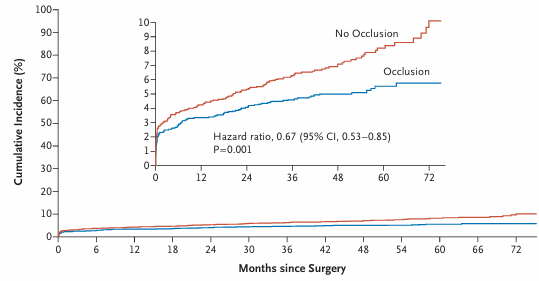 100
90
80
70
60
50
40
30
20
10
0
Cumulative Incidence (%)
10
9
8
7
6
5
4
3
2
1
0
No Occlusion
Occlusion
Hazard ratio, 0.67 (95% CI, 0.53–0.85)
P=0.001
0 12 24 36 48 60 72
0 6 12 18 24 30 36 42 48 54 60 66 72
Months since Surgery